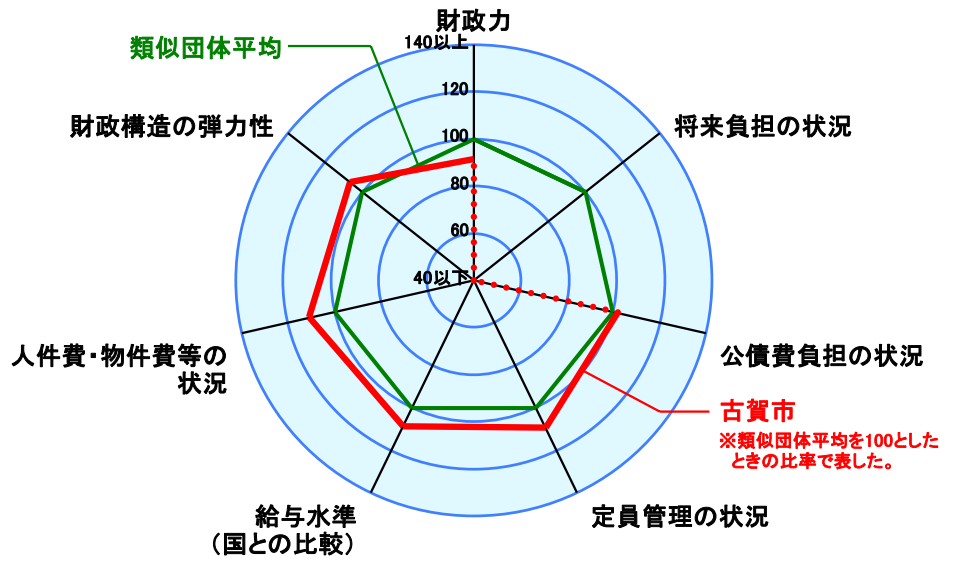 財政力
類似団体平均
140以上
120
100
80
60
40以下
財政構造の弾力性
将来負担の状況
人件費・物件費等の
状況
公債費負担の状況
古賀市
※類似団体平均を100とした
ときの比率で表した。
給与水準
（国との比較）
定員管理の状況